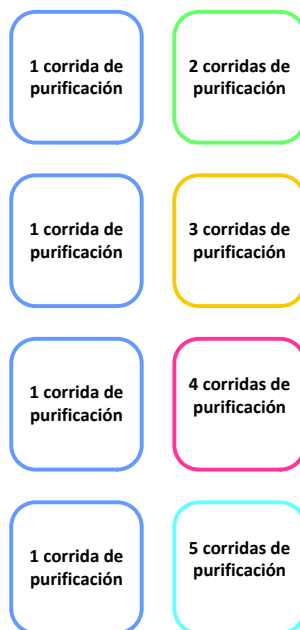 1 corrida de
purificación
2 corridas de
purificación
1 corrida de
purificación
3 corridas de
purificación
1 corrida de
purificación
4 corridas de
purificación
1 corrida de
purificación
5 corridas de
purificación